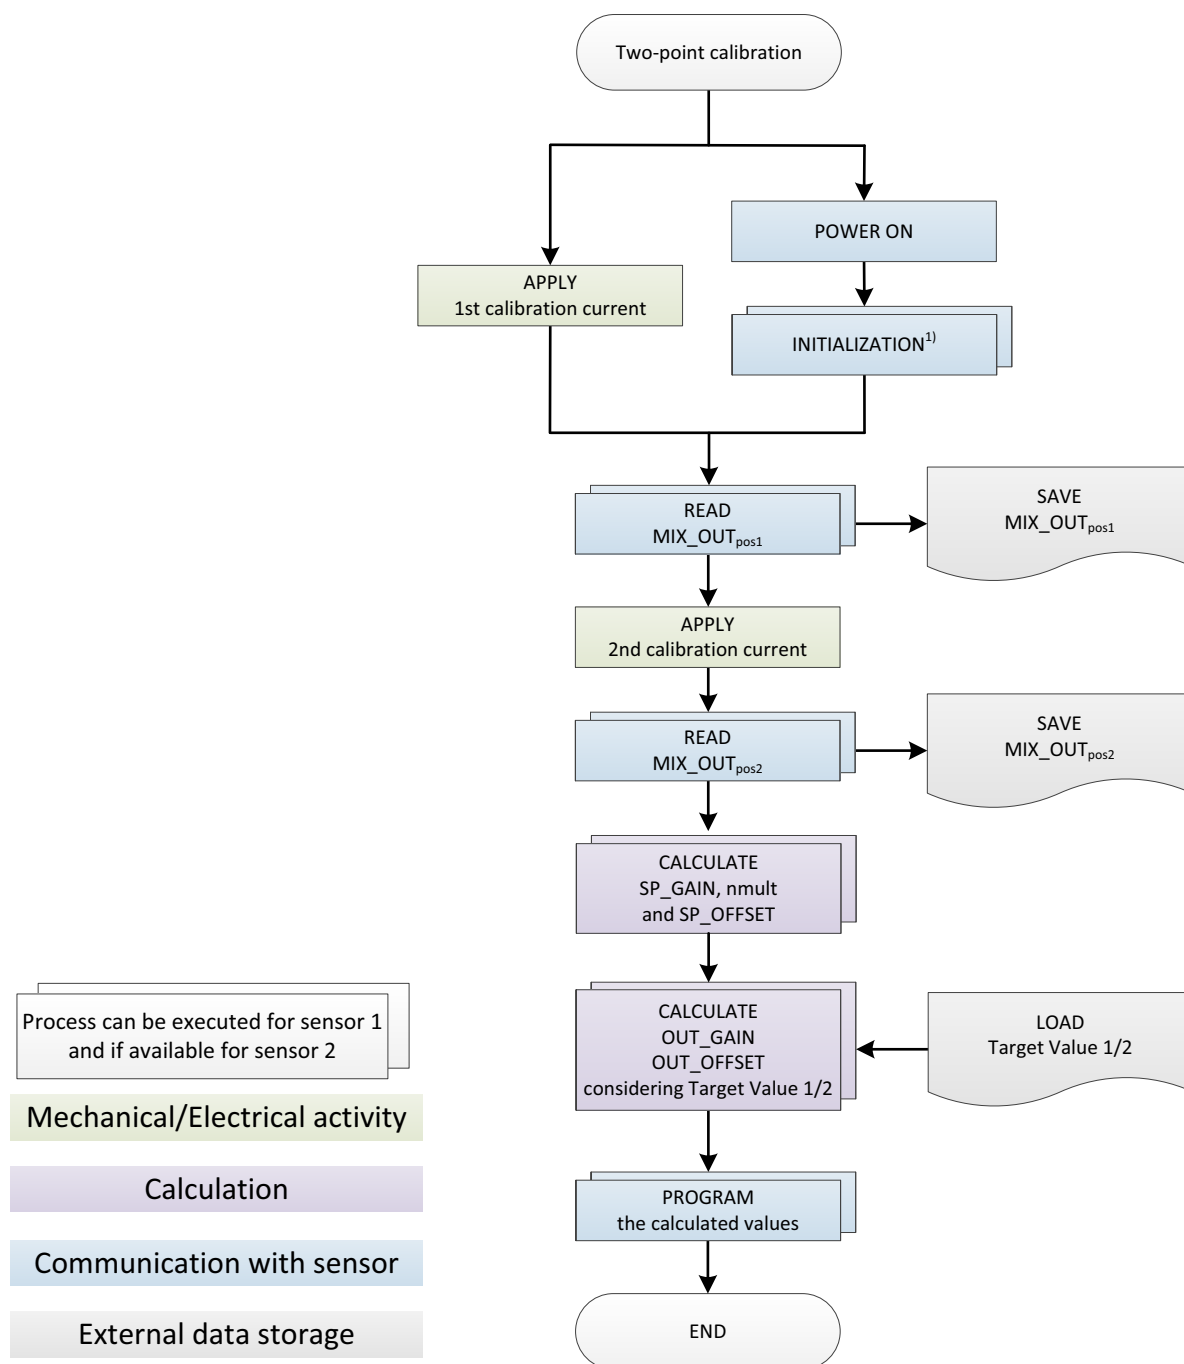 Two-point calibration
POWER ON
APPLY
1st calibration current
INITIALIZATION1)
READ
MIX_OUTpos1
SAVE
MIX_OUTpos1
APPLY
2nd calibration current
READ
MIX_OUTpos2
SAVE
MIX_OUTpos2
CALCULATE
SP_GAIN, nmult
and SP_OFFSET
CALCULATE
OUT_GAIN
OUT_OFFSET
considering Target Value 1/2
LOAD
Target Value 1/2
PROGRAM
the calculated values
END
Process can be executed for sensor 1
and if available for sensor 2
Mechanical/Electrical activity
Calculation
Communication with sensor
External data storage